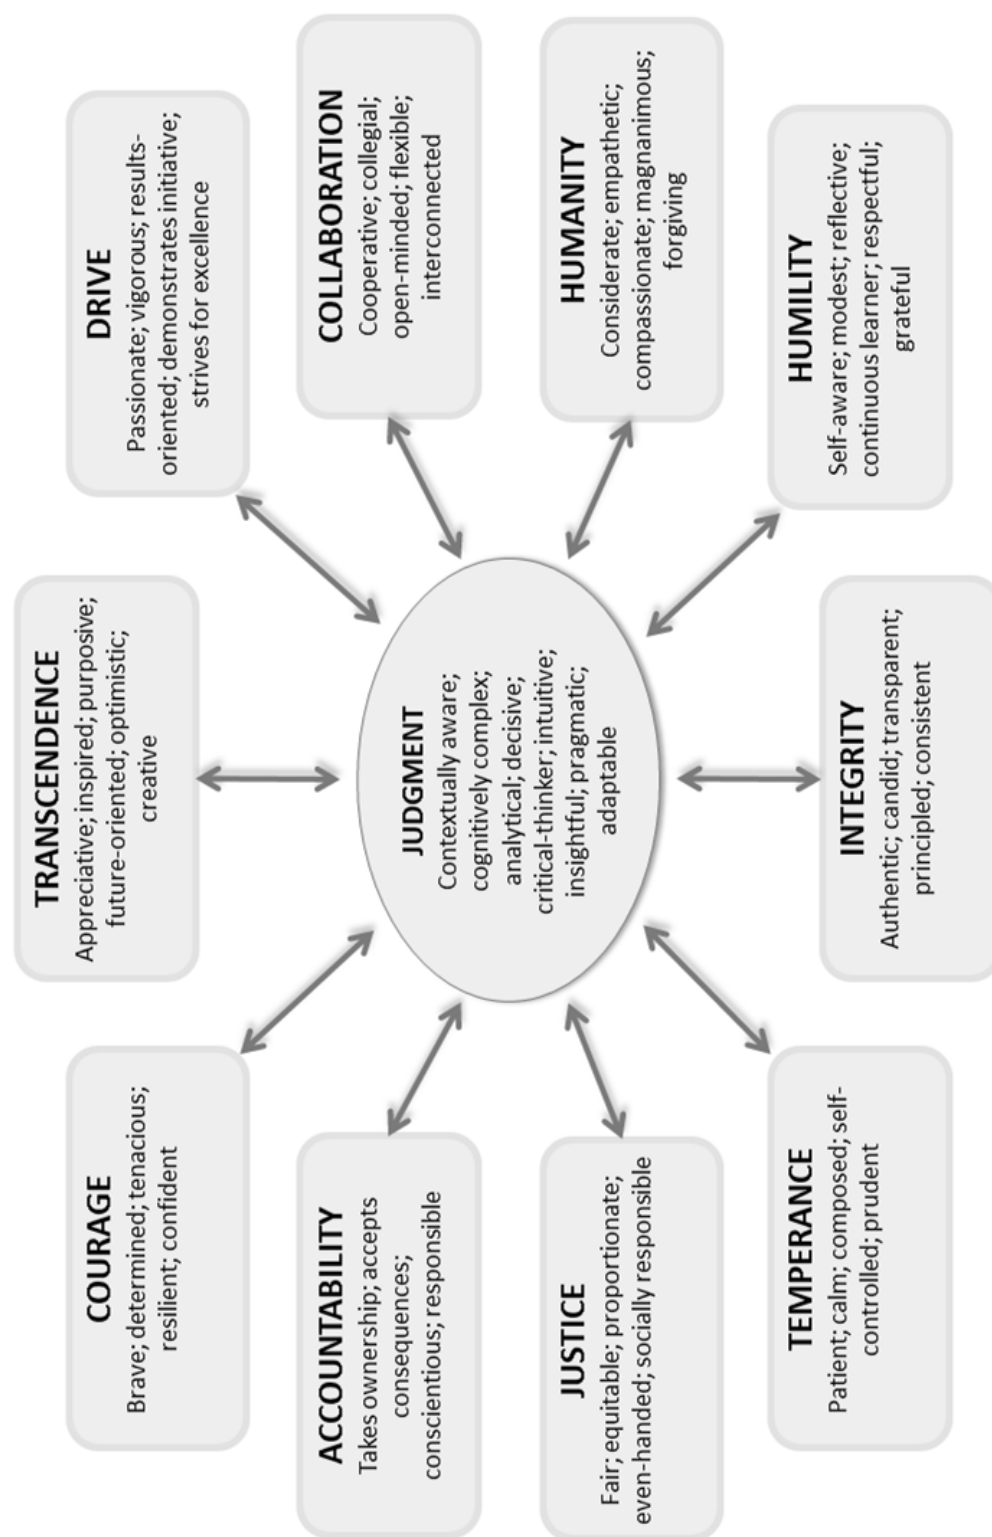 TRANSCENDENCE
Appreciative; inspired; purposive;
future-oriented; optimistic;
creative
COURAGE
Brave; determined; tenacious;
resilient; confident
DRIVE
Passionate; vigorous; results-
oriented; demonstrates initiative;
strives for excellence
ACCOUNTABILITY
Takes ownership; accepts
consequences;
conscientious; responsible
COLLABORATION
Cooperative; collegial;
open-minded; flexible;
interconnected
JUDGMENT
Contextually aware;
cognitively complex;
analytical; decisive;
critical-thinker; intuitive;
insightful; pragmatic;
adaptable
JUSTICE
Fair; equitable; proportionate;
even-handed; socially responsible
HUMANITY
Considerate; empathetic;
compassionate; magnanimous;
forgiving
TEMPERANCE
Patient; calm; composed; self-
controlled; prudent
HUMILITY
Self-aware; modest; reflective;
continuous learner; respectful;
grateful
INTEGRITY
Authentic; candid; transparent;
principled; consistent